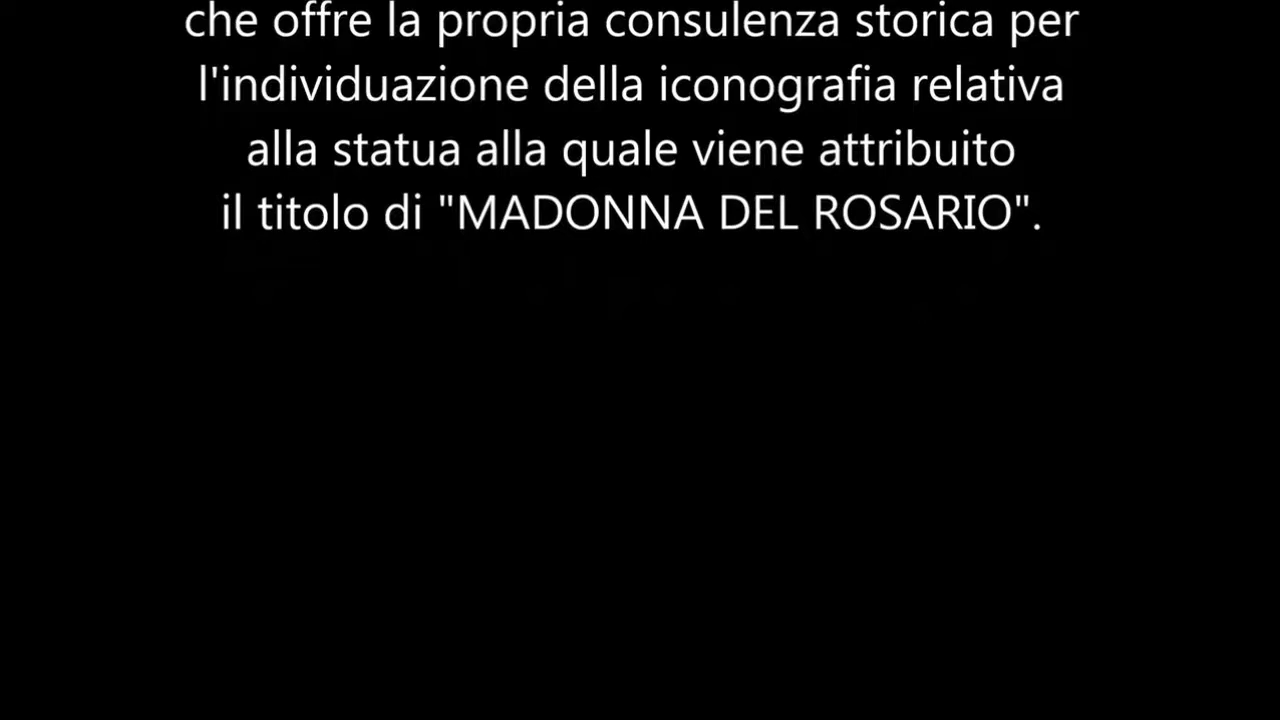 che offre la propria consulenza storica per
l'individuazione della iconografia relativa
alla statua alla quale viene attribuito
il titolo di "MADONNA DEL ROSARIO".